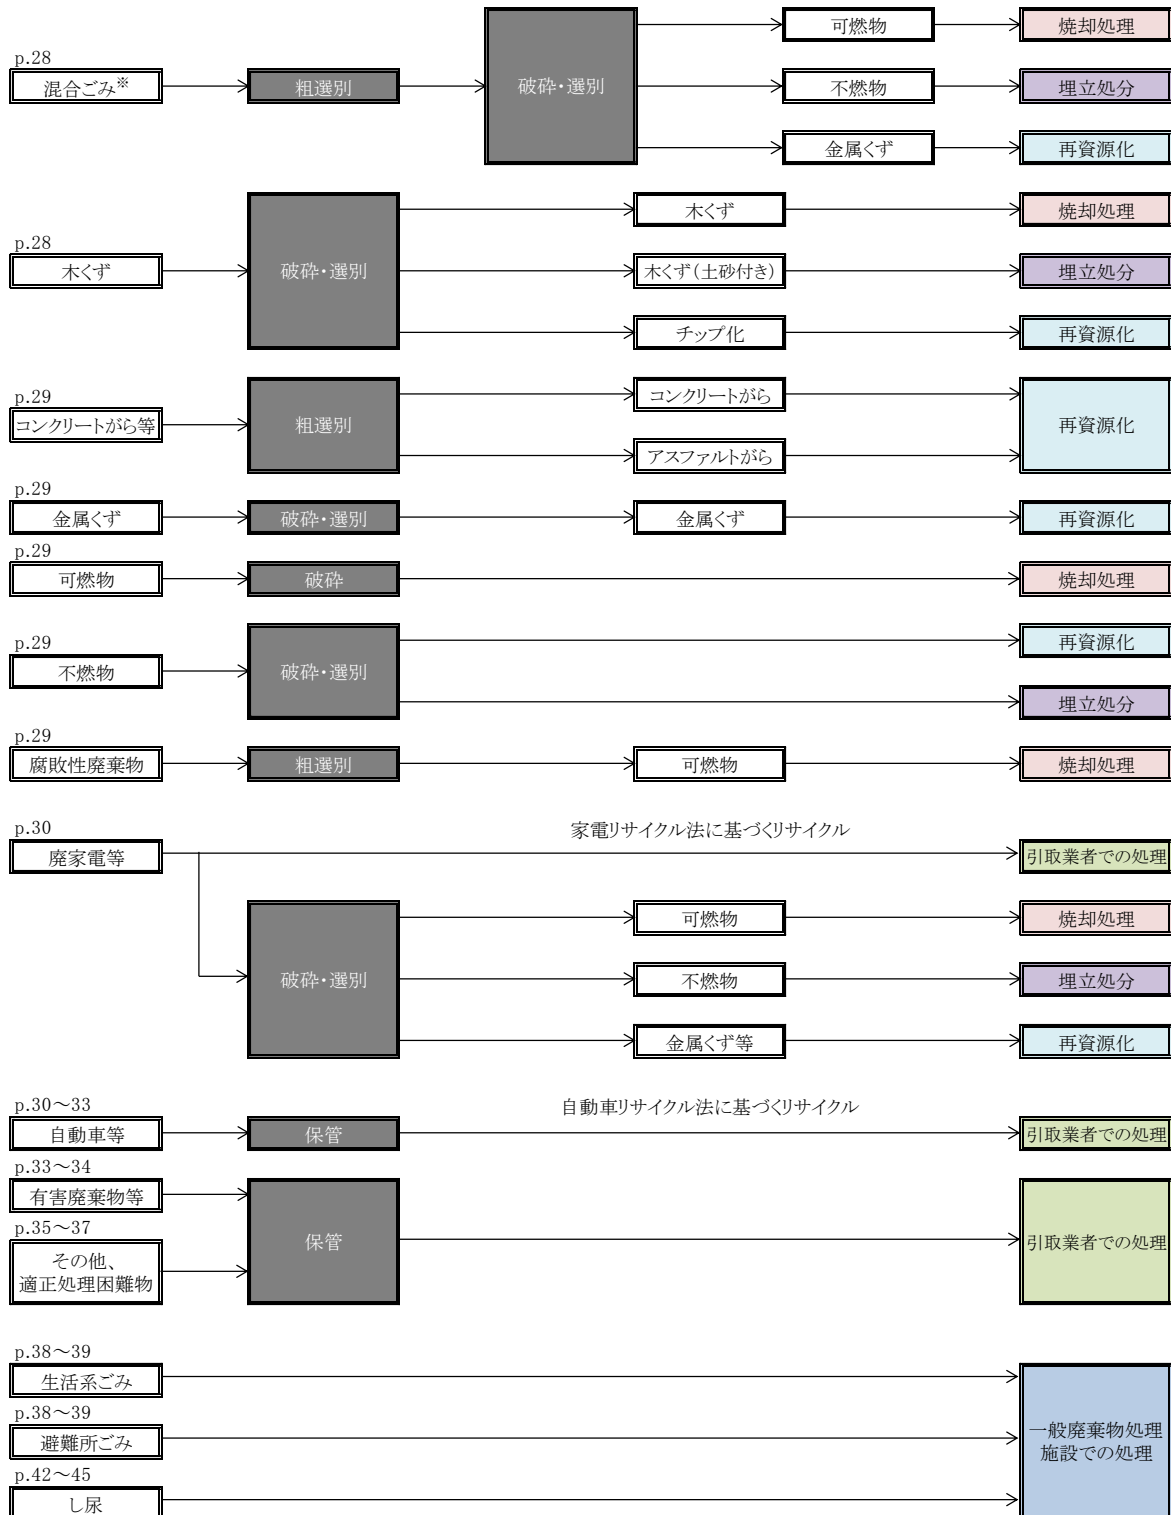 可燃物
焼却処理
p.28
混合ごみ※
粗選別
破砕・選別
不燃物
埋立処分
金属くず
再資源化
木くず
焼却処理
p.28
木くず
破砕・選別
木くず（土砂付き）
埋立処分
チップ化
再資源化
p.29
コンクリートがら等
粗選別
コンクリートがら
アスファルトがら
再資源化
p.29
金属くず
破砕・選別
金属くず
再資源化
p.29
可燃物
破砕
焼却処理
p.29
不燃物
破砕・選別
再資源化
埋立処分
p.29
腐敗性廃棄物
粗選別
可燃物
焼却処理
p.30
廃家電等
家電リサイクル法に基づくリサイクル
引取業者での処理
破砕・選別
可燃物
焼却処理
不燃物
埋立処分
金属くず等
再資源化
p.30～33
自動車等
保管
自動車リサイクル法に基づくリサイクル
引取業者での処理
p.33～34
有害廃棄物等
p.35～37
その他、
適正処理困難物
保管
引取業者での処理
p.38～39
生活系ごみ
p.38～39
避難所ごみ
p.42～45
し尿
一般廃棄物処理
施設での処理